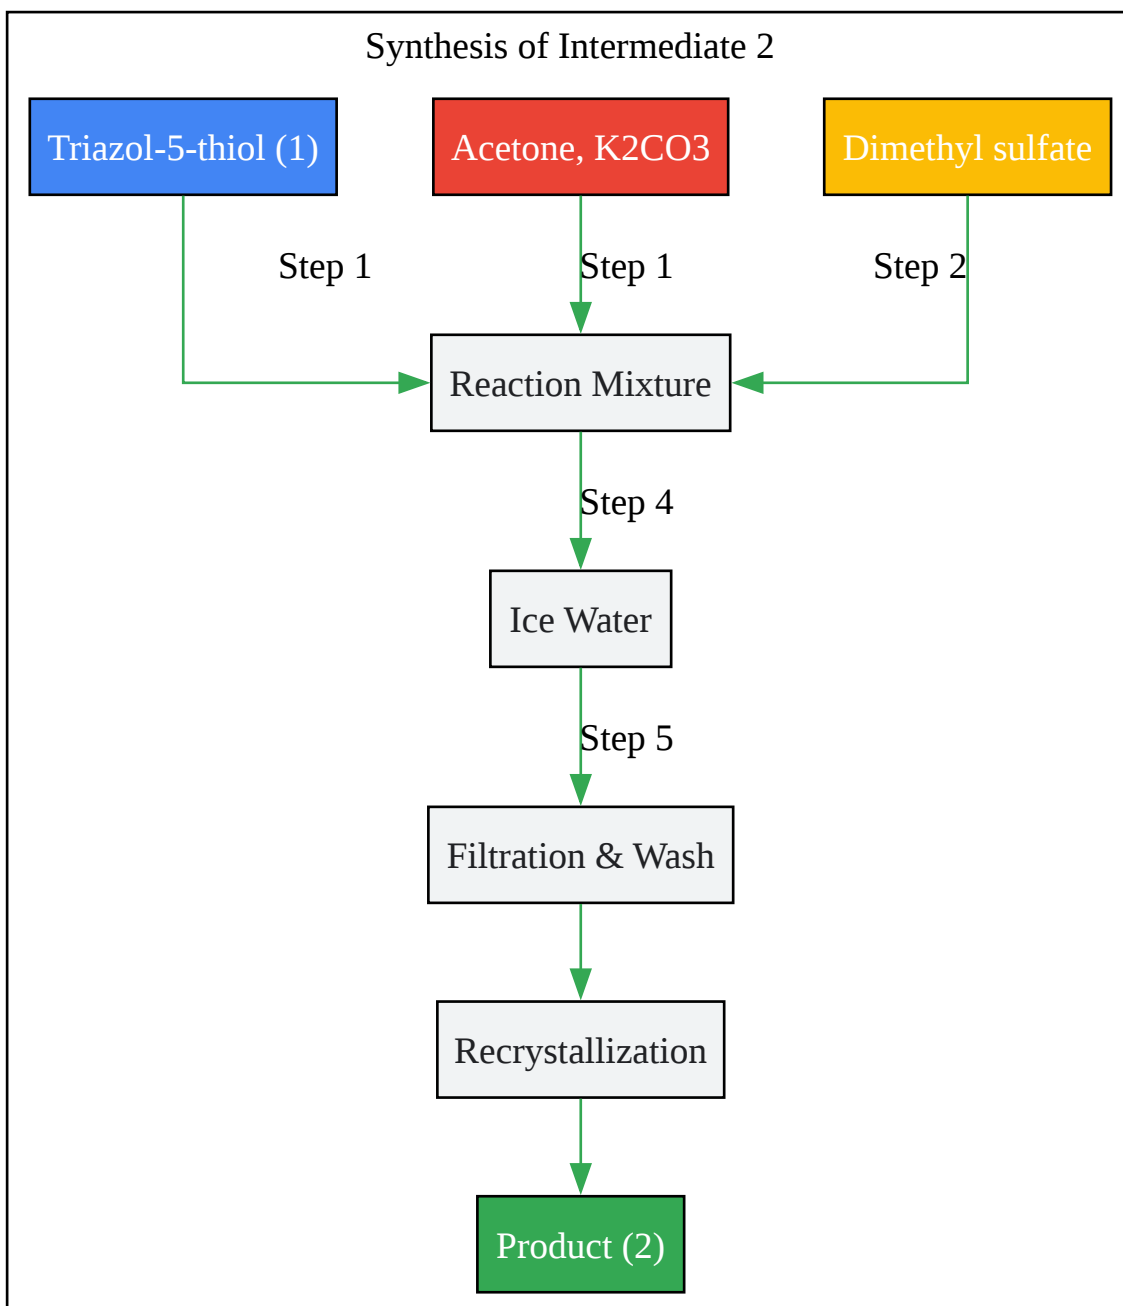 Synthesis of Intermediate 2
Triazol-5-thiol (1)
Acetone, K2CO3
Dimethyl sulfate
Step 1
Step 1
Step 2
Reaction Mixture
Step 4
Ice Water
Step 5
Filtration & Wash
Recrystallization
Product (2)